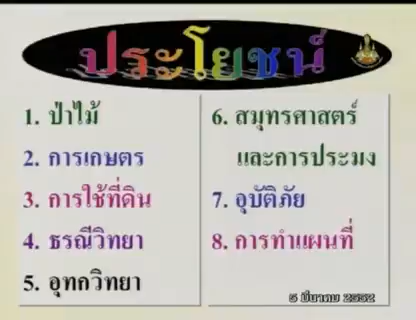 ประโยชน์
1. ป่าไม้
2. การเกษตร
3. การใช้ที่ดิน
4. ธรณีวิทยา
5. อุทกวิทยา
6. สมุทรศาสตร์
และการประมง
7. อุบัติภัย
8. การทำแผนที่
5 มีนาคม 2552